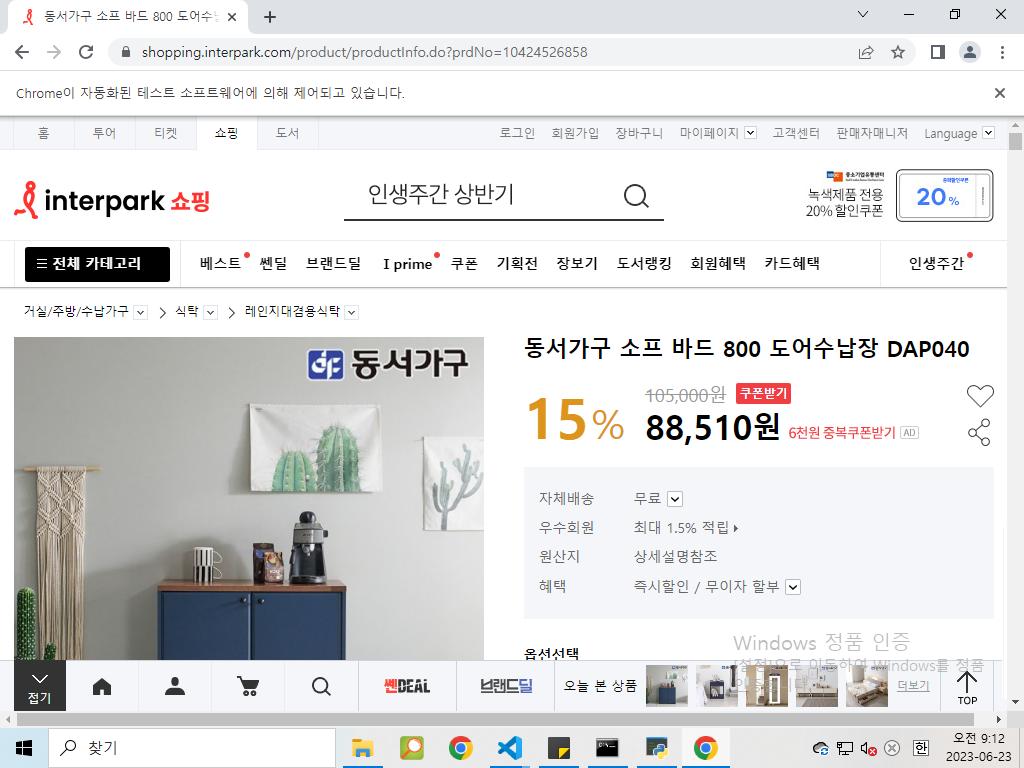 동서가구 소프 바드 800 도어수납
shopping.interpark.com/product/productInfo.do?prdNo=10424526858
Chrome이 자동화된 테스트 소프트웨어에 의해 제어되고 있습니다.
홈 투어 티켓 쇼핑 도서 로그인 회원가입 장바구니 마이페이지 고객센터 판매자매니저 Language
interpark 쇼핑
인생주간 상반기
중소기업유통센터
녹색제품 전용
20% 할인쿠폰
20%
전체 카테고리 베스트 쎈딜 브랜드딜 I prime 쿠폰 기획전 장보기 도서랭킹 회원혜택 카드혜택 인생주간
거실/주방/수납가구 > 식탁 > 레인지대겸용식탁
동서가구
동서가구 소프 바드 800 도어수납장 DAP040
15%
105,000원 쿠폰받기
88,510원 6천원 중복쿠폰받기 AD
자체배송 무료
우수회원 최대 1.5% 적립
원산지 상세설명참조
혜택 즉시할인 / 무이자 할부
옵션선택
Windows 정품 인증
[설정]으로 이동하여 Windows를 정품
접기
쎈DEAL
브랜드딜
오늘 본 상품
더보기
TOP
찾기
한
오전 9:12
2023-06-23